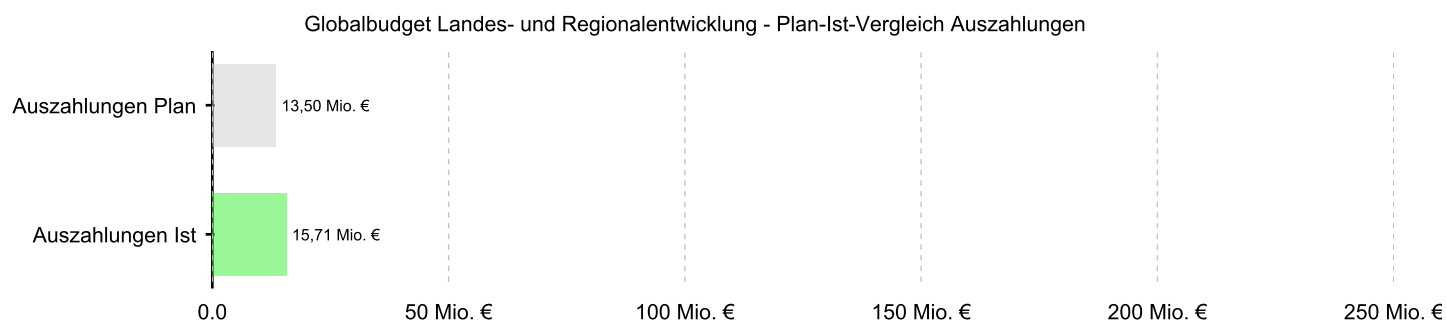 Globalbudget Landes- und Regionalentwicklung - Plan-Ist-Vergleich Auszahlungen
Auszahlungen Plan
13,50 Mio. €
Auszahlungen Ist
15,71 Mio. €
0.0
50 Mio. €
100 Mio. €
150 Mio. €
200 Mio. €
250 Mio. €